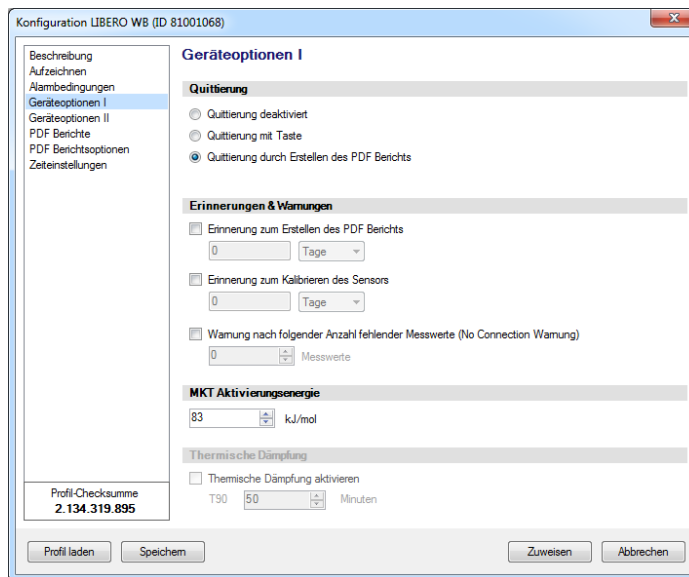 Konfiguration LIBERO WB (ID 81001068)
Beschreibung
Aufzeichnen
Alarmbedingungen
Geräteoptionen I
Geräteoptionen II
PDF Berichte
PDF Berichtsoptionen
Zeiteinstellungen
Profil-Checksumme
2.134.319.895
Geräteoptionen I
Quittierung
Quittierung deaktiviert
Quittierung mit Taste
Quittierung durch Erstellen des PDF Berichts
Erinnerungen & Warnungen
Erinnerung zum Erstellen des PDF Berichts
0 Tage
Erinnerung zum Kalibrieren des Sensors
0 Tage
Warnung nach folgender Anzahl fehlender Messwerte (No Connection Warnung)
0 Messwerte
MKT Aktivierungsenergie
83 kJ/mol
Thermische Dämpfung
Thermische Dämpfung aktivieren
T90 50 Minuten
Profil laden Speichern Zuweisen Abbrechen